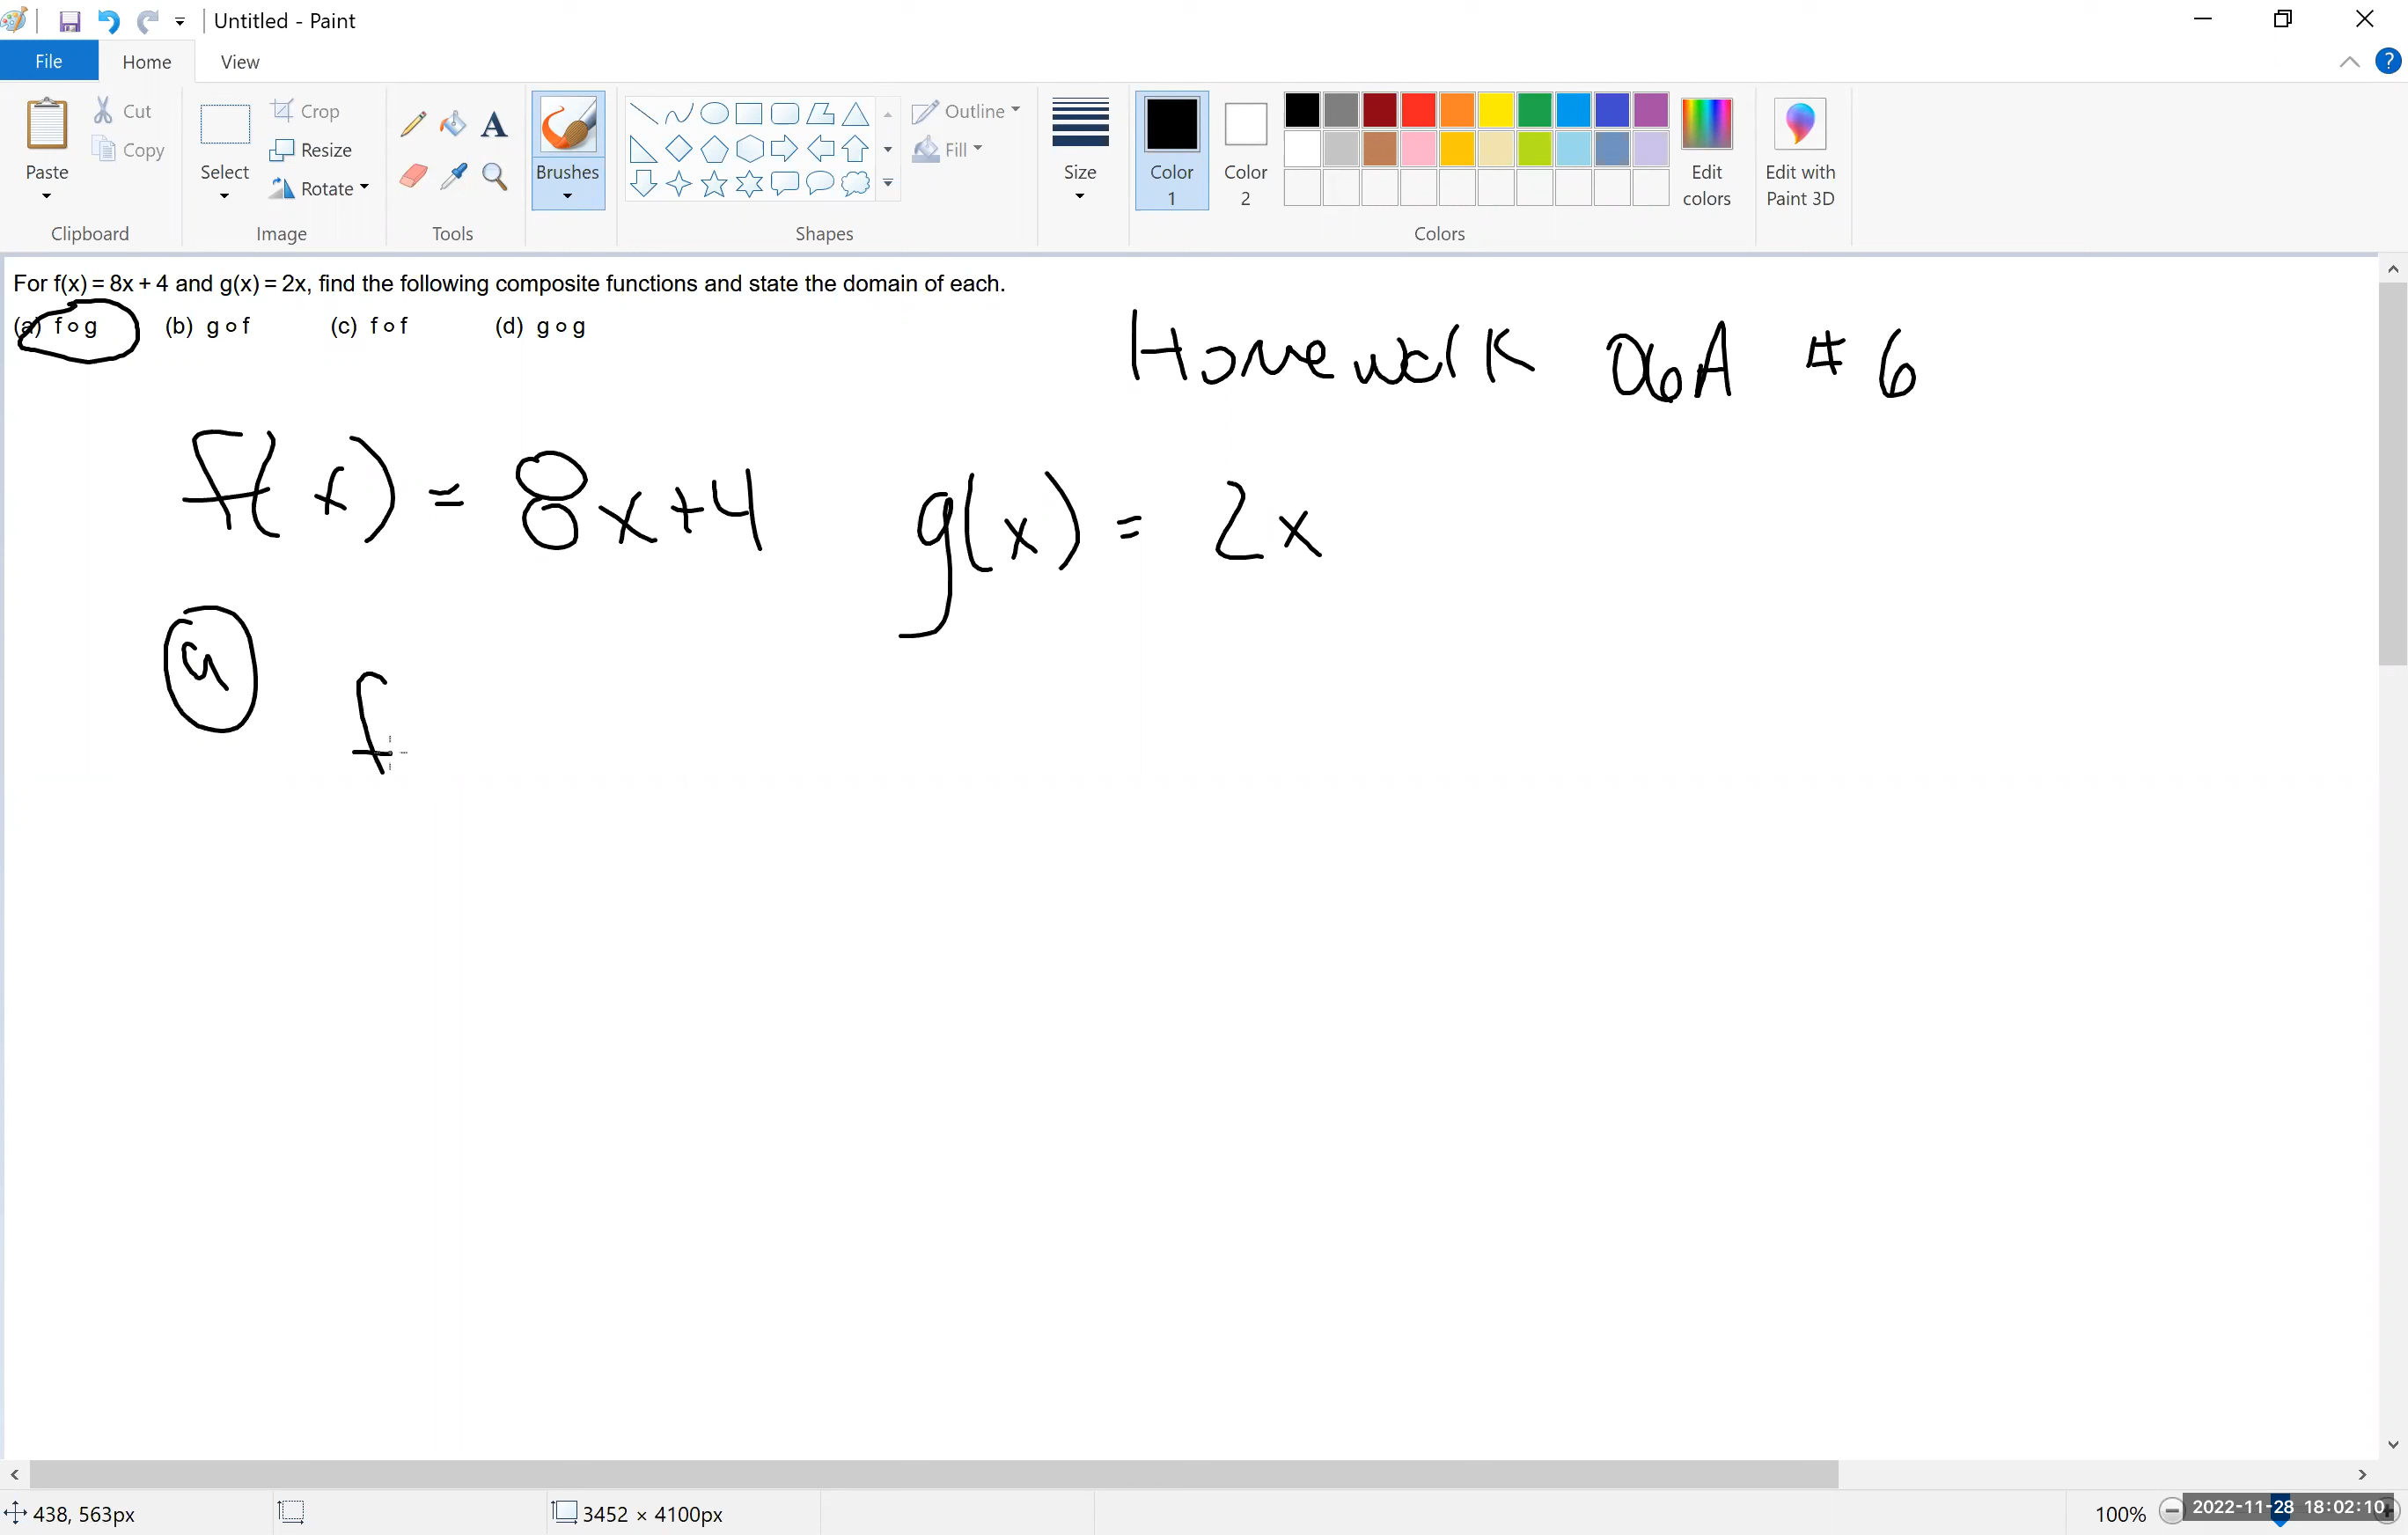 Untitled - Paint
File Home View
Paste Cut Copy Select Crop Resize Rotate A Brushes Outline Fill Size Color 1 Color 2 Edit colors Edit with Paint 3D
Clipboard Image Tools Shapes Colors
For f(x) = 8x + 4 and g(x) = 2x, find the following composite functions and state the domain of each.
(a) f ∘ g (b) g ∘ f (c) f ∘ f (d) g ∘ g
Homework 06A # 6
f(x) = 8x+4 g(x) = 2x
a f
438, 563px 3452 × 4100px 100% 2022-11-28 18:02:10